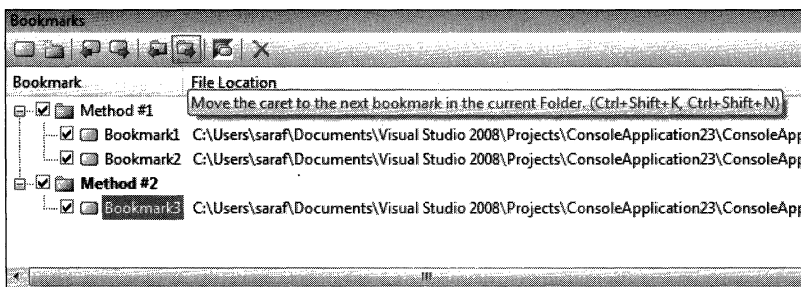 Bookmarks
Bookmark File Location
Move the caret to the next bookmark in the current Folder. (Ctrl+Shift+K, Ctrl+Shift+N)
Method #1
Bookmark1 C:\Users\saraf\Documents\Visual Studio 2008\Projects\ConsoleApplication23\ConsoleApp
Bookmark2 C:\Users\saraf\Documents\Visual Studio 2008\Projects\ConsoleApplication23\ConsoleApp
Method #2
Bookmark3 C:\Users\saraf\Documents\Visual Studio 2008\Projects\ConsoleApplication23\ConsoleApp